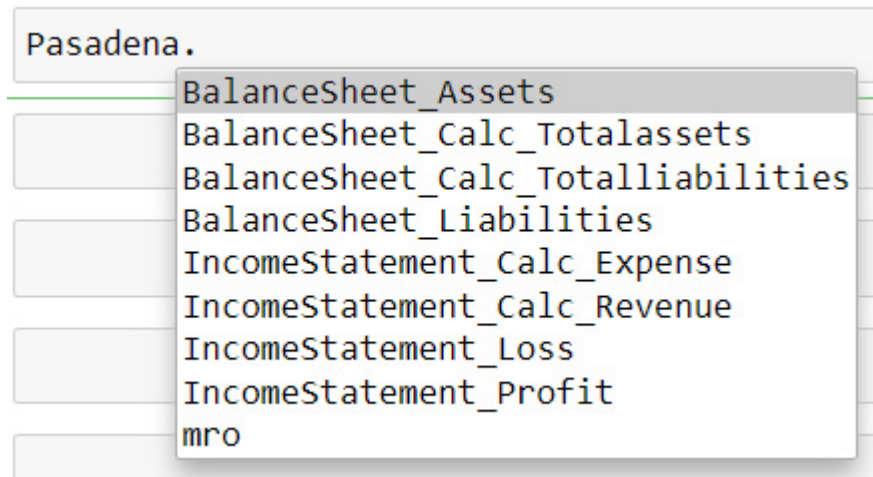 Pasadena.
BalanceSheet_Assets
BalanceSheet_Calc_Totalassets
BalanceSheet_Calc_Totalliabilities
BalanceSheet_Liabilities
IncomeStatement_Calc_Expense
IncomeStatement_Calc_Revenue
IncomeStatement_Loss
IncomeStatement_Profit
mro